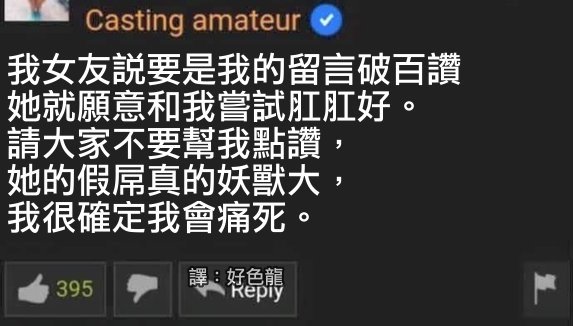 Casting amateur
我女友說要是我的留言破百讚
她就願意和我嘗試肛肛好。
請大家不要幫我點讚，
她的假屌真的妖獸大，
我很確定我會痛死。
395
譯：好色龍
Reply